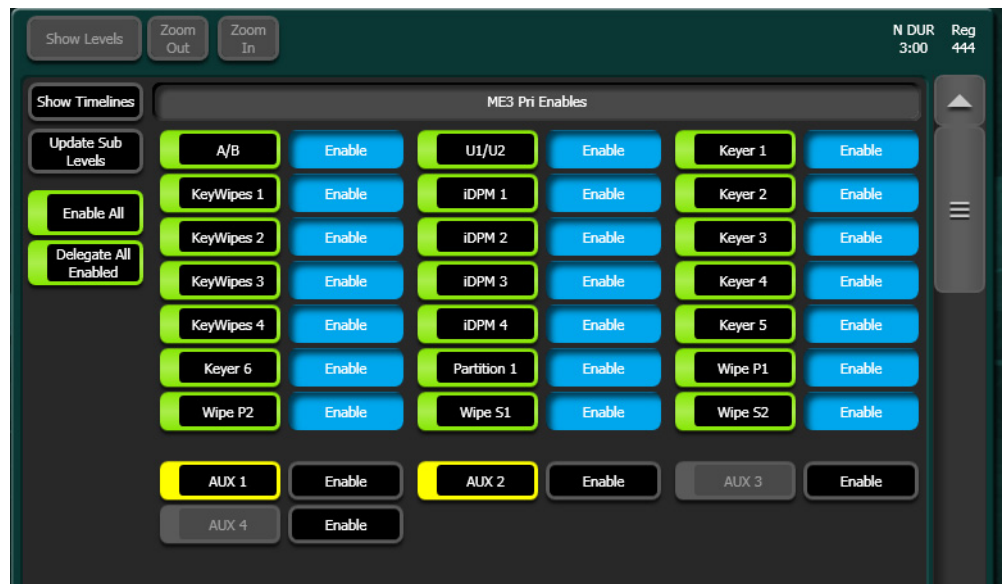 Show Levels
Zoom
Out
Zoom
In
N DUR
3:00
Reg
444
Show Timelines
ME3 Pri Enables
Update Sub
Levels
Enable All
Delegate All
Enabled
A/B Enable U1/U2 Enable Keyer 1 Enable
KeyWipes 1 Enable iDPM 1 Enable Keyer 2 Enable
KeyWipes 2 Enable iDPM 2 Enable Keyer 3 Enable
KeyWipes 3 Enable iDPM 3 Enable Keyer 4 Enable
KeyWipes 4 Enable iDPM 4 Enable Keyer 5 Enable
Keyer 6 Enable Partition 1 Enable Wipe P1 Enable
Wipe P2 Enable Wipe S1 Enable Wipe S2 Enable
AUX 1 Enable AUX 2 Enable AUX 3 Enable
AUX 4 Enable